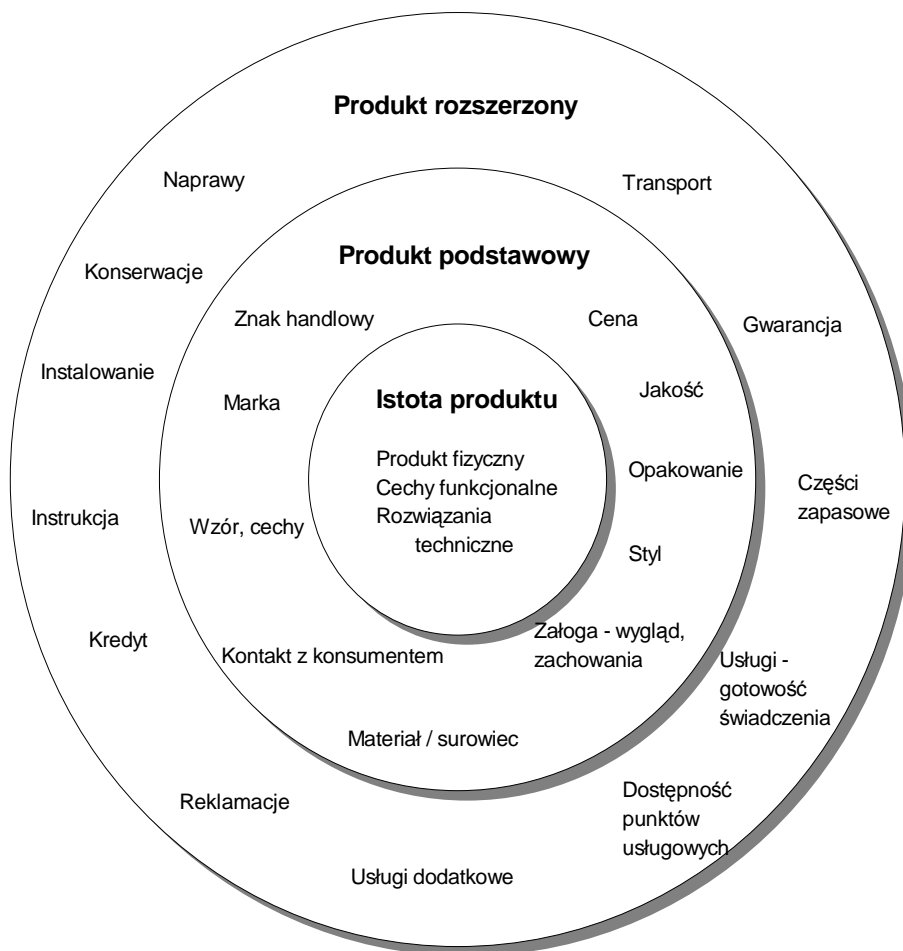 Produkt rozszerzony
Naprawy
Transport
Produkt podstawowy
Konserwacje
Znak handlowy
Cena
Gwarancja
Instalowanie
Marka
Istota produktu
Jakość
Produkt fizyczny
Cechy funkcjonalne
Rozwiązania
techniczne
Opakowanie
Części
zapasowe
Instrukcja
Wzór, cechy
Styl
Kredyt
Kontakt z konsumentem
Załoga - wygląd,
zachowania
Usługi -
gotowość
świadczenia
Materiał / surowiec
Reklamacje
Dostępność
punktów
usługowych
Usługi dodatkowe